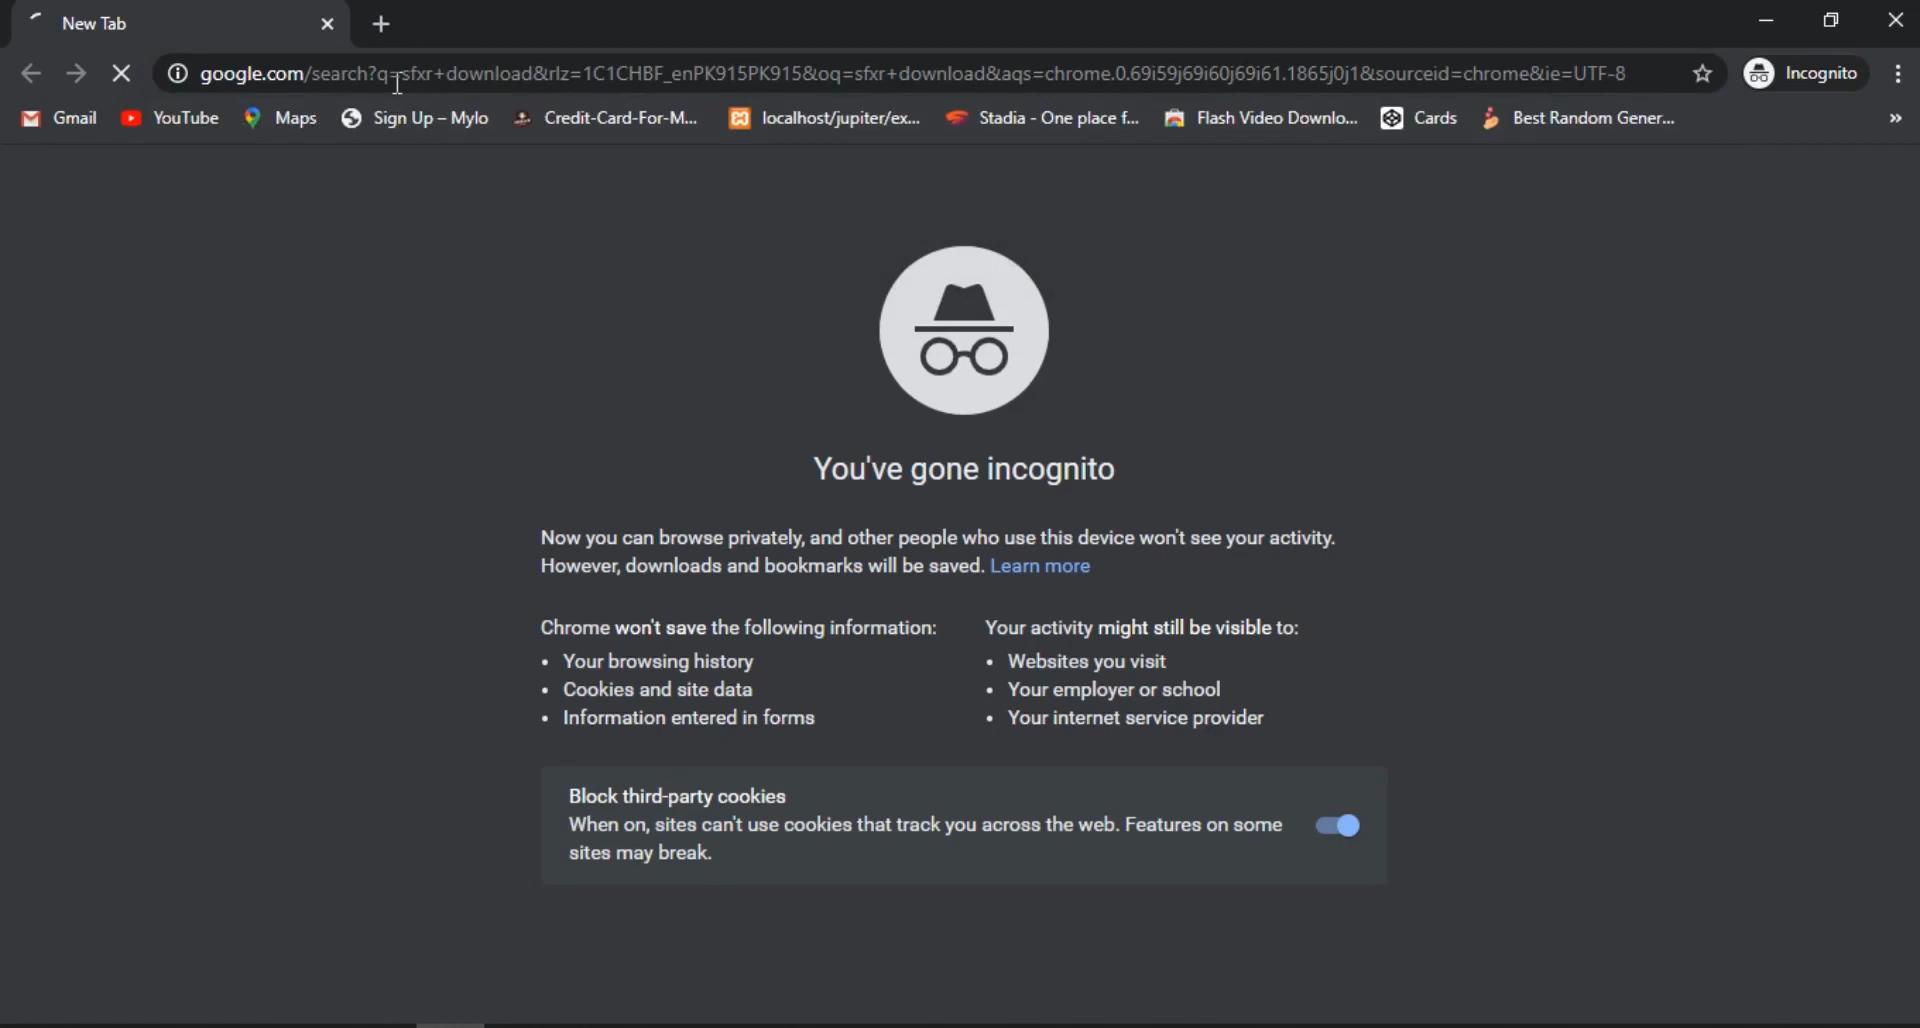 New Tab
google.com/search?q=sfxr+download&rlz=1C1CHBF_enPK915PK915&oq=sfxr+download&aqs=chrome.0.69i59j69i60j69i61.1865j0j1&sourceid=chrome&ie=UTF-8
Incognito
Gmail YouTube Maps Sign Up – Mylo Credit-Card-For-M... localhost/jupiter/ex... Stadia - One place f... Flash Video Downlo... Cards Best Random Gener... »
You've gone incognito
Now you can browse privately, and other people who use this device won't see your activity.
However, downloads and bookmarks will be saved. Learn more
Chrome won't save the following information:
• Your browsing history
• Cookies and site data
• Information entered in forms
Your activity might still be visible to:
• Websites you visit
• Your employer or school
• Your internet service provider
Block third-party cookies
When on, sites can't use cookies that track you across the web. Features on some
sites may break.